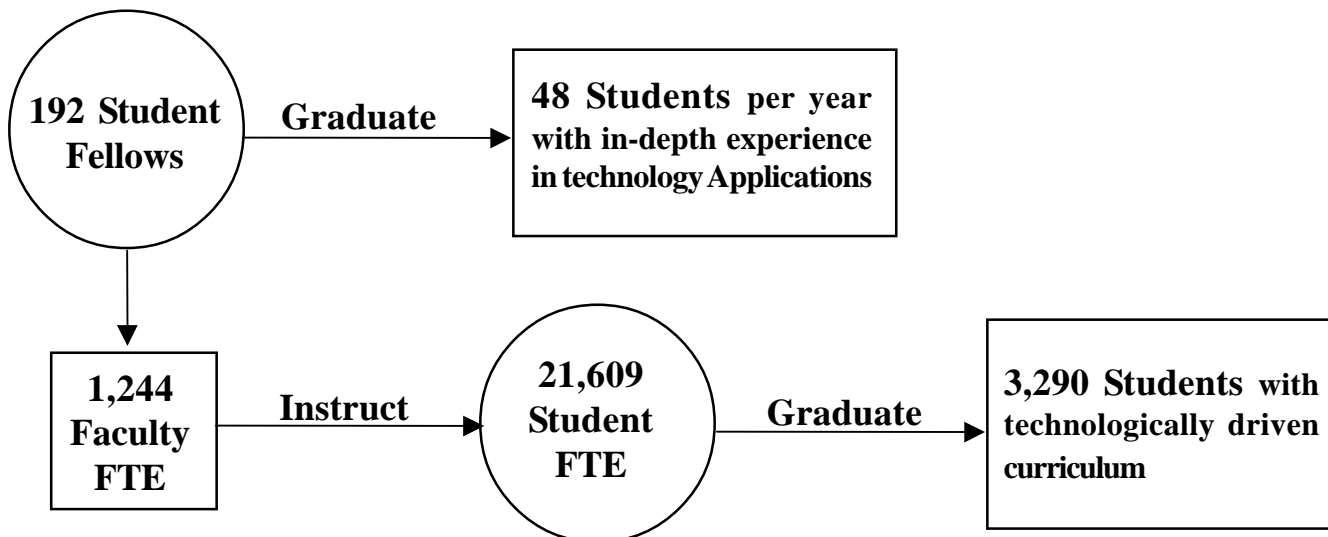 192 Student
Fellows
Graduate
48 Students per year
with in-depth experience
in technology Applications
1,244
Faculty
FTE
Instruct
21,609
Student
FTE
Graduate
3,290 Students with
technologically driven
curriculum